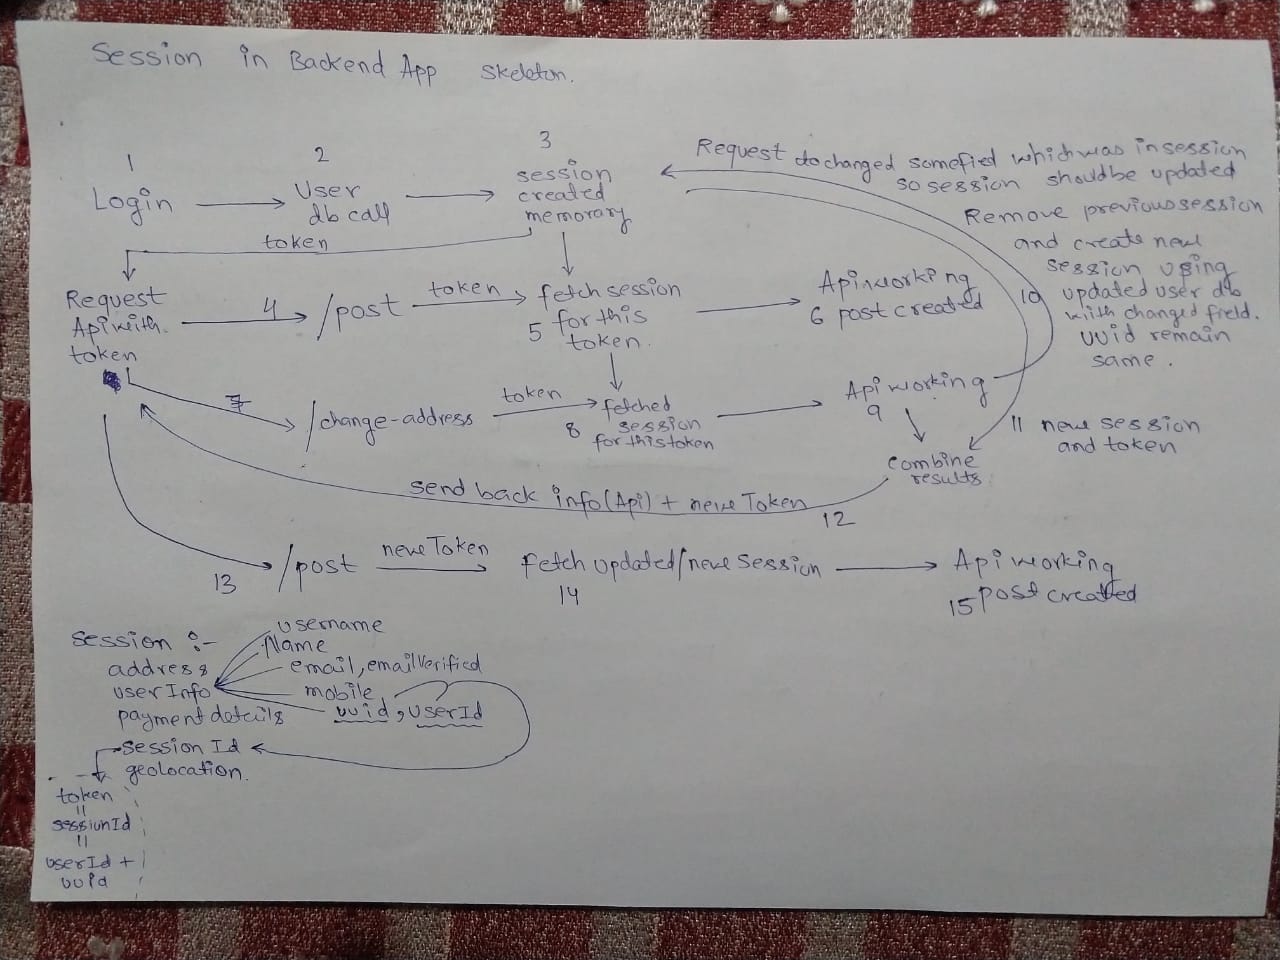 Session in Backend App Skeleton.
1
Login
2
User
db call
3
session
created
memorary
Request to changed somefied which was in session
so session should be updated
Remove previous session
and create new
session using
10 updated user db
with changed field.
uuid remain
same.
token
Request
Api with
token
4
/post
token
fetch session
5 for this
token.
Api working
6 post created
7
/change-address
token
fetched
8 session
for this token
Api working
9
combine
results
11 new session
and token
send back info(Api) + new Token
12
13
/post
new Token
fetch updated/new session
14
Api working
15 post created
session :-
address
userInfo
payment details
session Id
geolocation.
username
Name
email, emailVerified
mobile
uuid, userId
token
=
sessionId
=
userId +
uuid